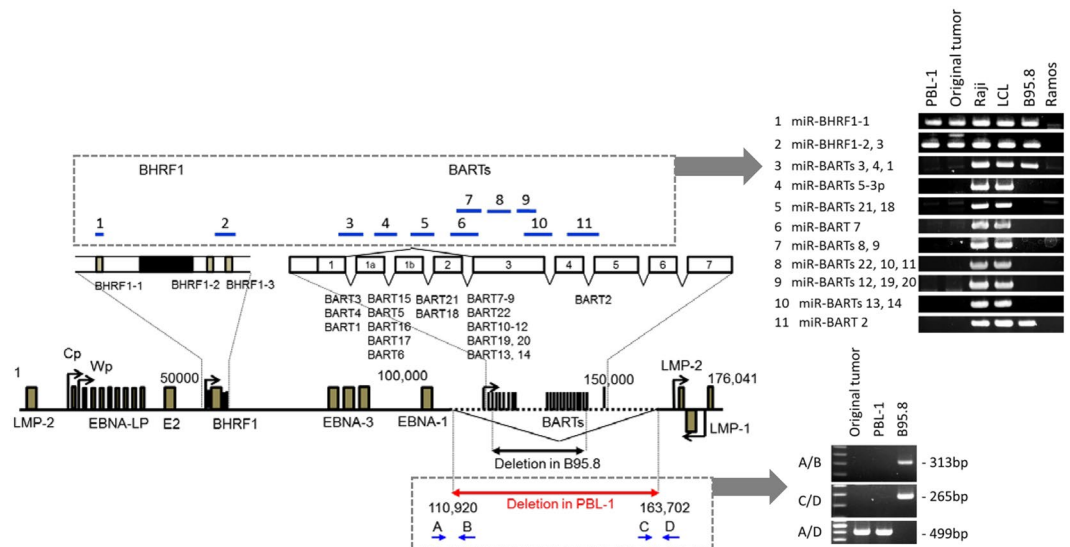 PBL-1
Original tumor
Raji
LCL
B95.8
Ramos
1 miR-BHRF1-1
2 miR-BHRF1-2, 3
3 miR-BARTs 3, 4, 1
4 miR-BARTs 5-3p
5 miR-BARTs 21, 18
6 miR-BART 7
7 miR-BARTs 8, 9
8 miR-BARTs 22, 10, 11
9 miR-BARTs 12, 19, 20
10 miR-BARTs 13, 14
11 miR-BART 2
BHRF1 BARTs
7 8 9
1 2 3 4 5 6 10 11
1 1a 1b 2 3 4 5 6 7
BHRF1-1 BHRF1-2 BHRF1-3
BART3 BART15 BART21 BART7-9 BART2
BART4 BART5 BART18 BART22
BART1 BART16 BART10-12
BART17 BART19, 20
BART6 BART13, 14
1 Cp Wp 50000 100,000 150,000 LMP-2 176,041
LMP-2 EBNA-LP E2 BHRF1 EBNA-3 EBNA-1 BARTs LMP-1
Deletion in B95.8
Deletion in PBL-1
110,920 163,702
A B C D
Original tumor
PBL-1
B95.8
A/B - 313bp
C/D - 265bp
A/D - 499bp